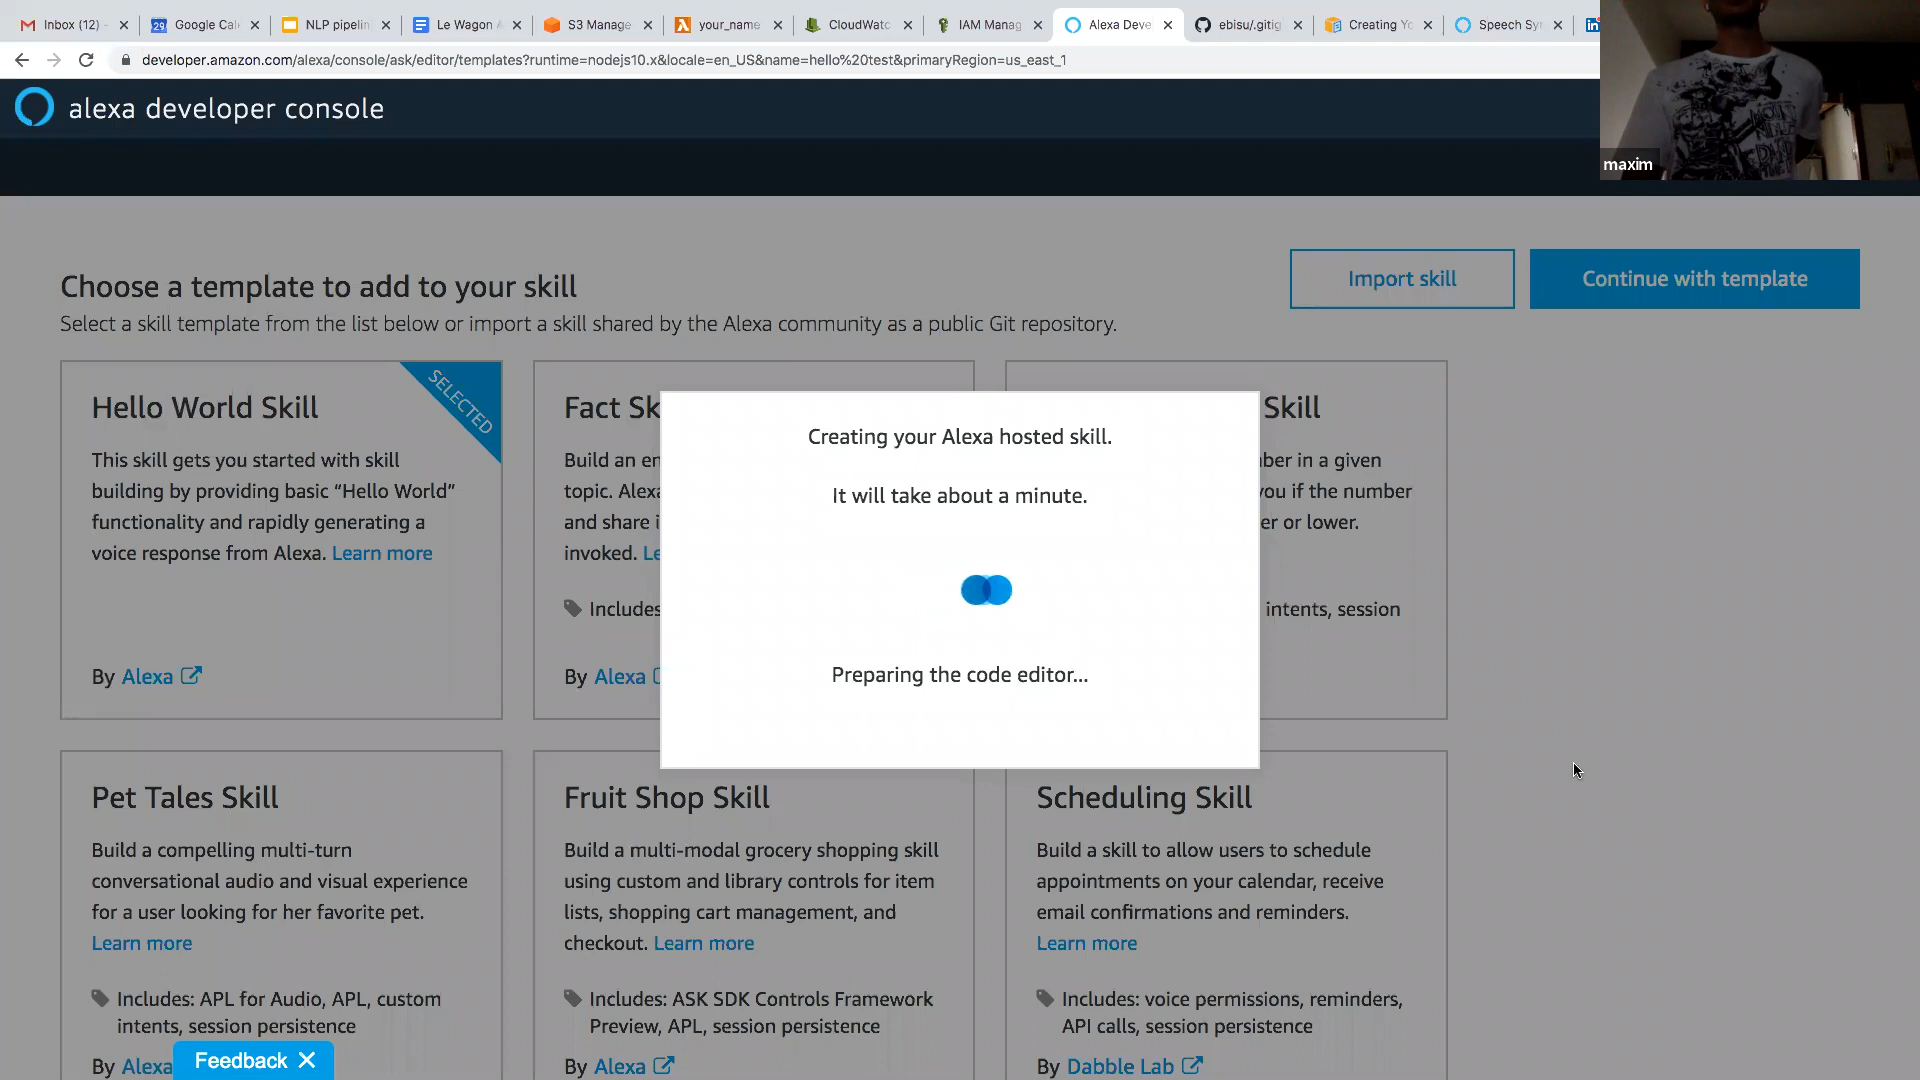 Inbox (12) -
Google Cal
NLP pipelin
Le Wagon
S3 Manage
your_name
CloudWatc
IAM Manag
Alexa Deve
ebisu/.gitig
Creating Yo
Speech Syn
developer.amazon.com/alexa/console/ask/editor/templates?runtime=nodejs10.x&locale=en_US&name=hello%20test&primaryRegion=us_east_1
alexa developer console
maxim
Choose a template to add to your skill
Select a skill template from the list below or import a skill shared by the Alexa community as a public Git repository.
Import skill
Continue with template
Hello World Skill
SELECTED
This skill gets you started with skill
building by providing basic “Hello World”
functionality and rapidly generating a
voice response from Alexa. Learn more
By Alexa
Fact Sk
Build an en
topic. Alexa
and share i
invoked. Le
Includes
By Alexa
Skill
ber in a given
ou if the number
er or lower.
intents, session
Creating your Alexa hosted skill.
It will take about a minute.
Preparing the code editor...
Pet Tales Skill
Build a compelling multi-turn
conversational audio and visual experience
for a user looking for her favorite pet.
Learn more
Includes: APL for Audio, APL, custom
intents, session persistence
By Alexa
Fruit Shop Skill
Build a multi-modal grocery shopping skill
using custom and library controls for item
lists, shopping cart management, and
checkout. Learn more
Includes: ASK SDK Controls Framework
Preview, APL, session persistence
By Alexa
Scheduling Skill
Build a skill to allow users to schedule
appointments on your calendar, receive
email confirmations and reminders.
Learn more
Includes: voice permissions, reminders,
API calls, session persistence
By Dabble Lab
Feedback